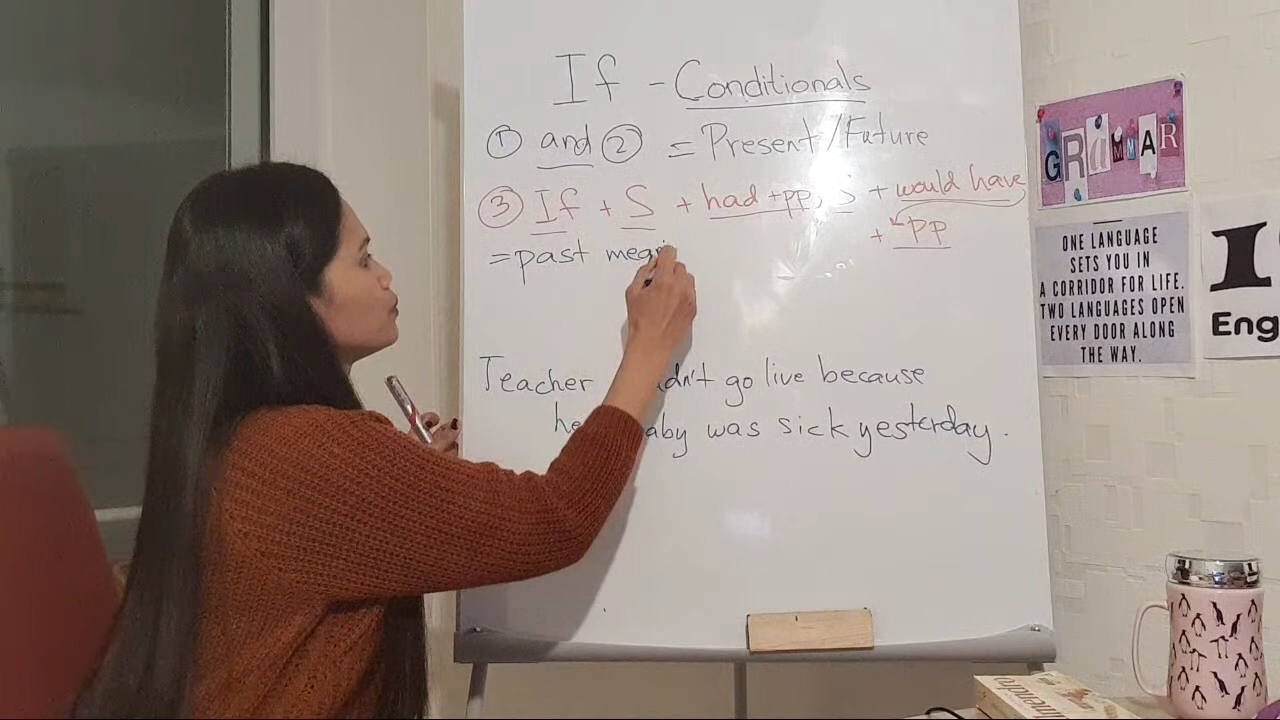 If - Conditionals
① and ② = Present/Future
③ If + S + had + pp, S + would have
+ PP
= past
Teacher go live because
was sick yesterday.
GRAMMAR
ONE LANGUAGE
SETS YOU IN
A CORRIDOR FOR LIFE.
TWO LANGUAGES OPEN
EVERY DOOR ALONG
THE WAY.
I
Eng